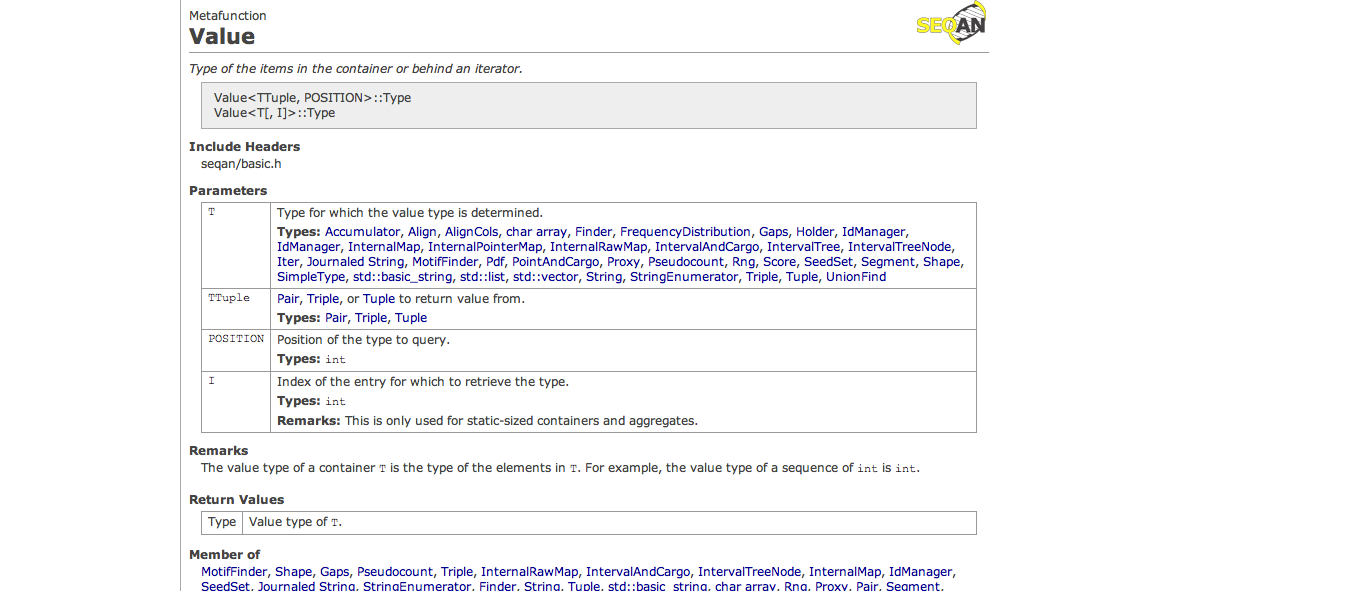 Metafunction
SEQAN
Value
Type of the items in the container or behind an iterator.
Value<TTuple, POSITION>::Type
Value<T[, I]>::Type
Include Headers
seqan/basic.h
Parameters
T Type for which the value type is determined.
Types: Accumulator, Align, AlignCols, char array, Finder, FrequencyDistribution, Gaps, Holder, IdManager,
IdManager, InternalMap, InternalPointerMap, InternalRawMap, IntervalAndCargo, IntervalTree, IntervalTreeNode,
Iter, Journaled String, MotifFinder, Pdf, PointAndCargo, Proxy, Pseudocount, Rng, Score, SeedSet, Segment, Shape,
SimpleType, std::basic_string, std::list, std::vector, String, StringEnumerator, Triple, Tuple, UnionFind
TTuple Pair, Triple, or Tuple to return value from.
Types: Pair, Triple, Tuple
POSITION Position of the type to query.
Types: int
I Index of the entry for which to retrieve the type.
Types: int
Remarks: This is only used for static-sized containers and aggregates.
Remarks
The value type of a container T is the type of the elements in T. For example, the value type of a sequence of int is int.
Return Values
Type Value type of T.
Member of
MotifFinder, Shape, Gaps, Pseudocount, Triple, InternalRawMap, IntervalAndCargo, IntervalTreeNode, InternalMap, IdManager,
SeedSet, Journaled String, StringEnumerator, Finder, String, Tuple, std::basic_string, char array, Rng, Proxy, Pair, Segment,